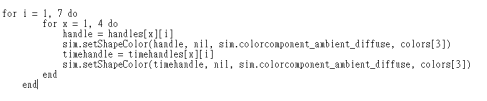 for i = 1, 7 do
for x = 1, 4 do
handle = handles[x][i]
sim.setShapeColor(handle, nil, sim.colorcomponent_ambient_diffuse, colors[3])
timehandle = timehandles[x][i]
sim.setShapeColor(timehandle, nil, sim.colorcomponent_ambient_diffuse, colors[3])
end
end